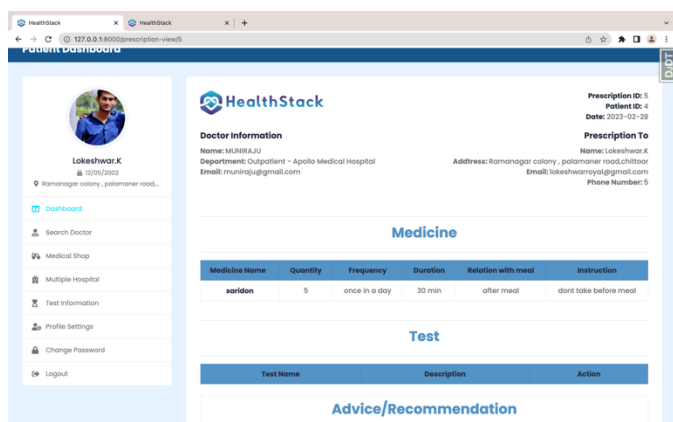 HealthStack
HealthStack
127.0.0.1:8000/prescription-view/5
Patient Dashboard
DjDT
Lokeshwar.K
12/05/2002
Ramanagar colony , palamaner road,...
Dashboard
Search Doctor
Medical Shop
Multiple Hospital
Test Information
Profile Settings
Change Password
Logout
HealthStack
Prescription ID: 5
Patient ID: 4
Date: 2023-02-28
Doctor Information
Name: MUNIRAJU
Department: Outpatient - Apollo Medical Hospital
Email: muniraju@gmail.com
Prescription To
Name: Lokeshwar.K
Addtress: Ramanagar colony , palamaner road,chittoor
Email: lokeshwarroyal@gmail.com
Phone Number: 5
Medicine
Medicine Name Quantity Frequency Duration Relation with meal Instruction
saridon 5 once in a day 30 min after meal dont take before meal
Test
Test Name Description Action
Advice/Recommendation